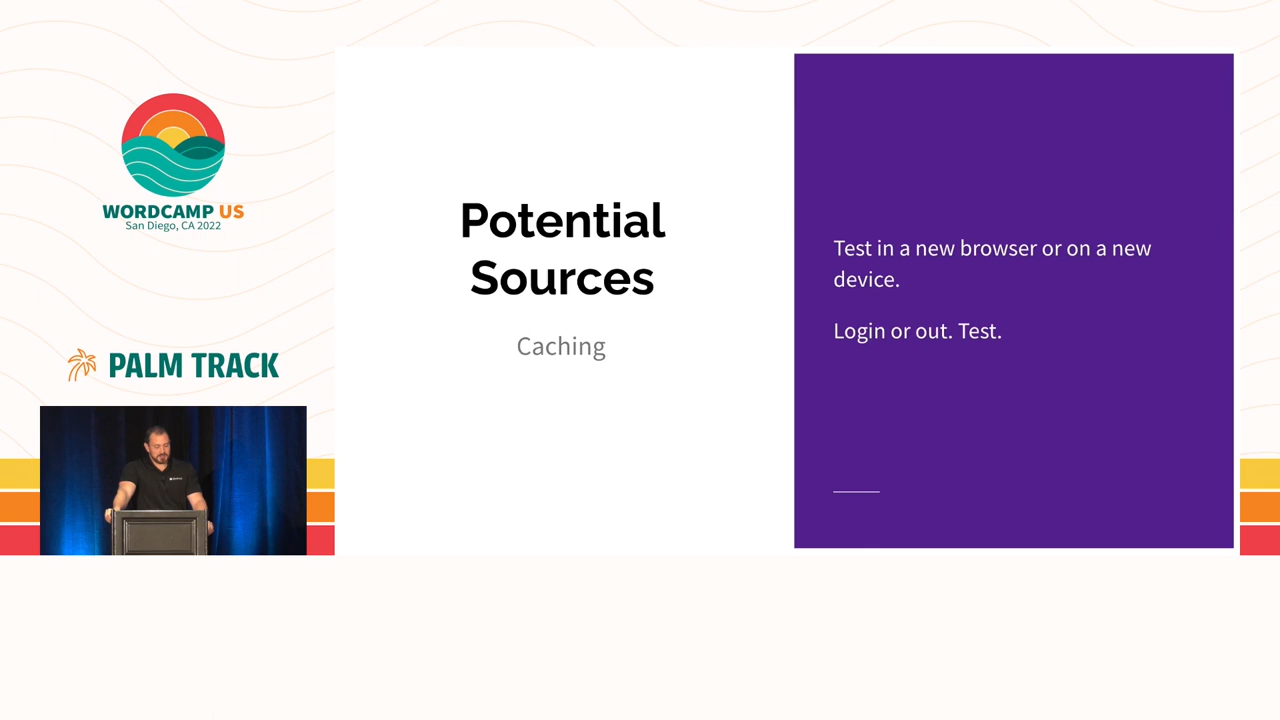 WORDCAMP US
San Diego, CA 2022
PALM TRACK
Potential
Sources
Caching
Test in a new browser or on a new
device.
Login or out. Test.